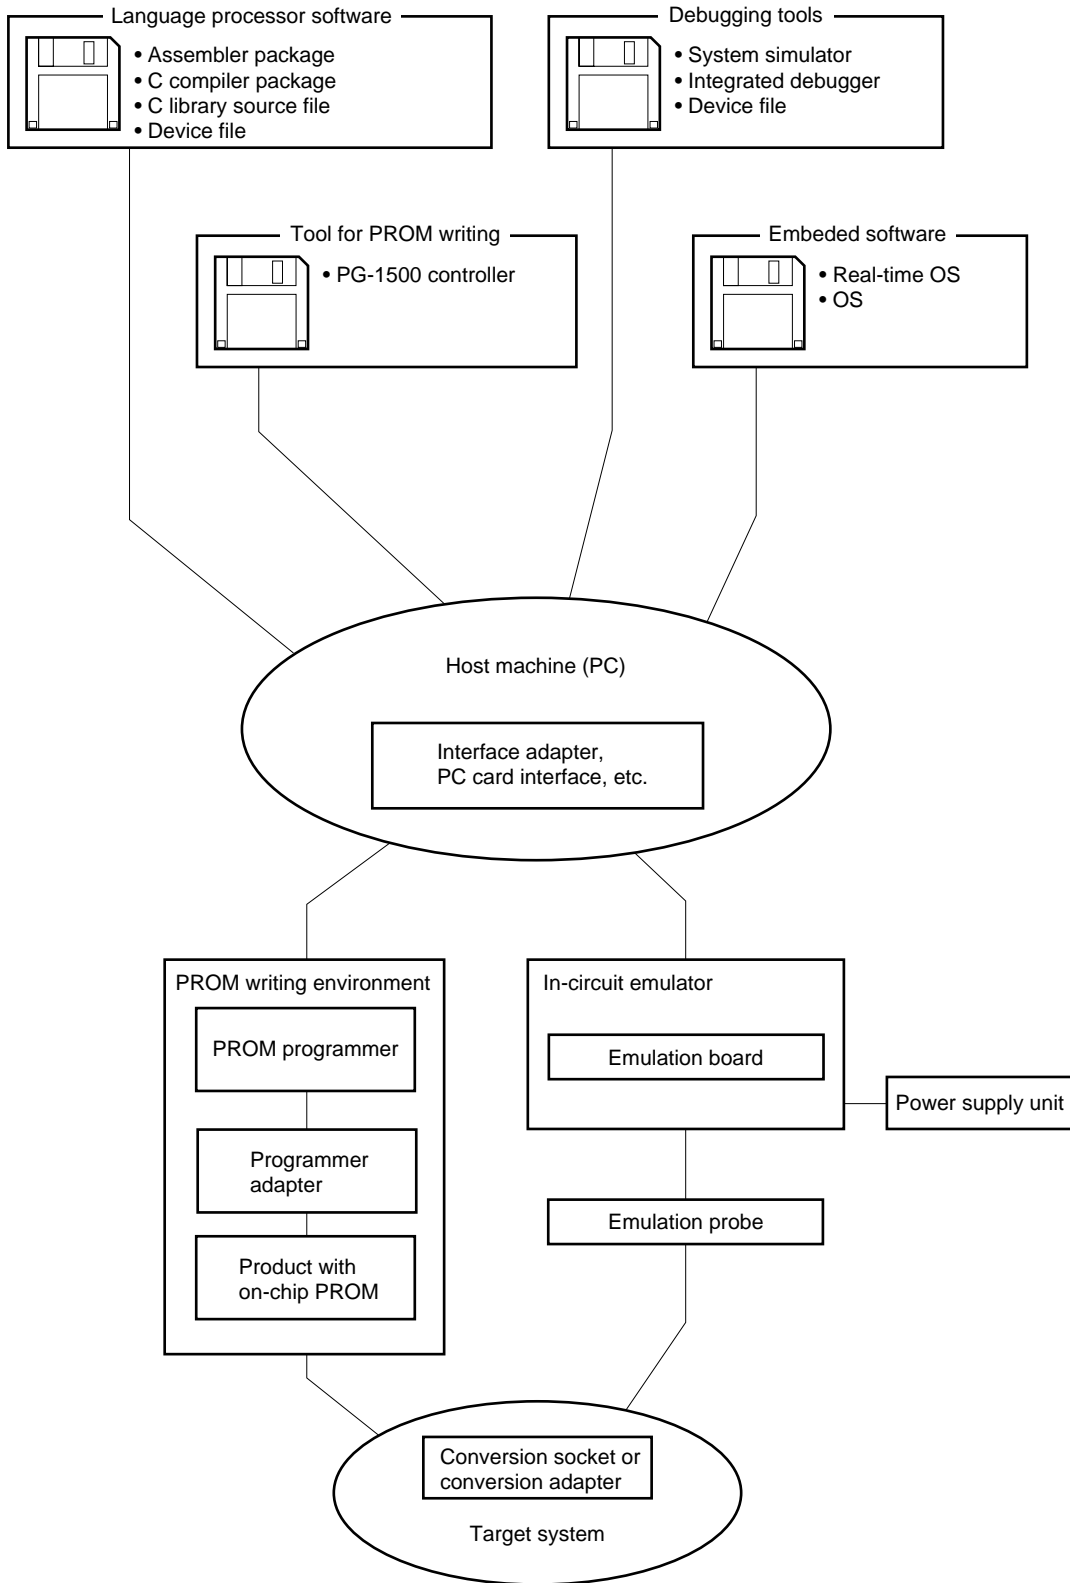 Language processor software
• Assembler package
• C compiler package
• C library source file
• Device file
Debugging tools
• System simulator
• Integrated debugger
• Device file
Tool for PROM writing
• PG-1500 controller
Embeded software
• Real-time OS
• OS
Host machine (PC)
Interface adapter,
PC card interface, etc.
PROM writing environment
PROM programmer
Programmer
adapter
Product with
on-chip PROM
In-circuit emulator
Emulation board
Power supply unit
Emulation probe
Conversion socket or
conversion adapter
Target system